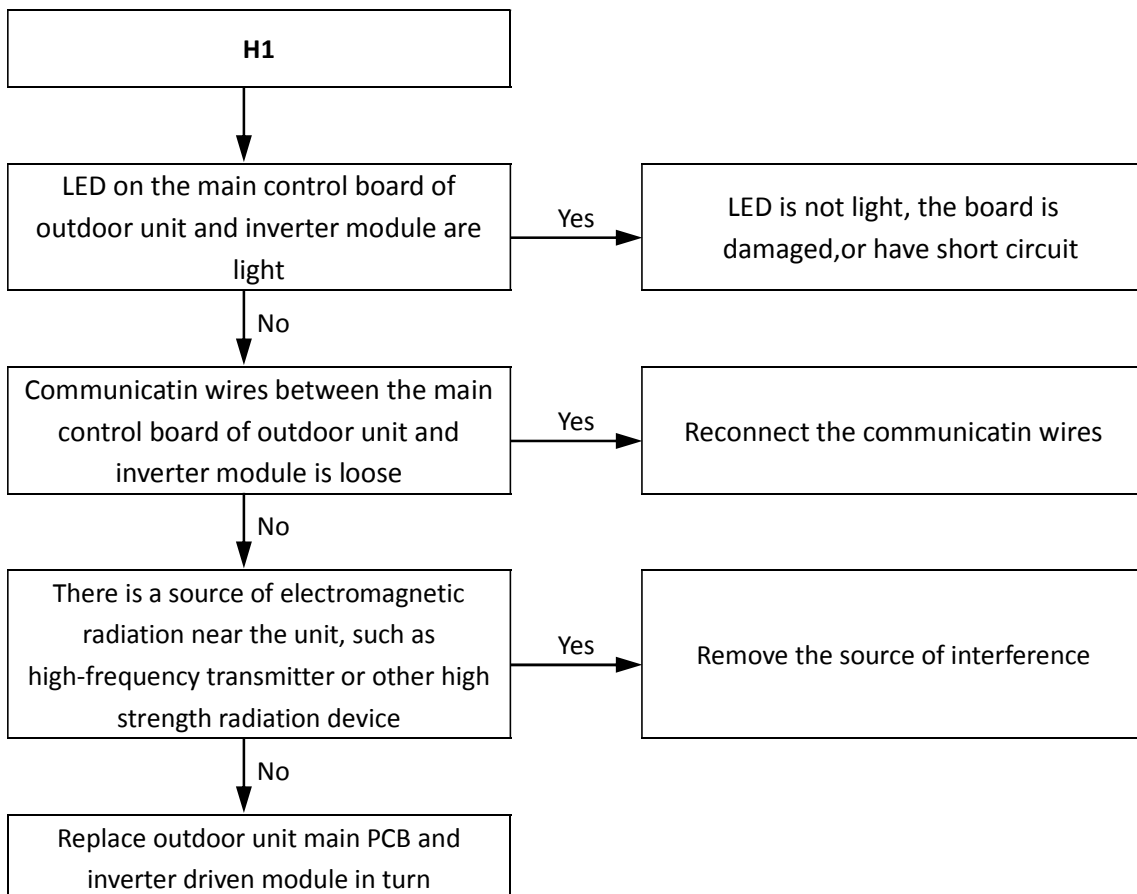 H1
LED on the main control board of
outdoor unit and inverter module are
light
Yes
LED is not light, the board is
damaged,or have short circuit
No
Communicatin wires between the main
control board of outdoor unit and
inverter module is loose
Yes
Reconnect the communicatin wires
No
There is a source of electromagnetic
radiation near the unit, such as
high-frequency transmitter or other high
strength radiation device
Yes
Remove the source of interference
No
Replace outdoor unit main PCB and
inverter driven module in turn